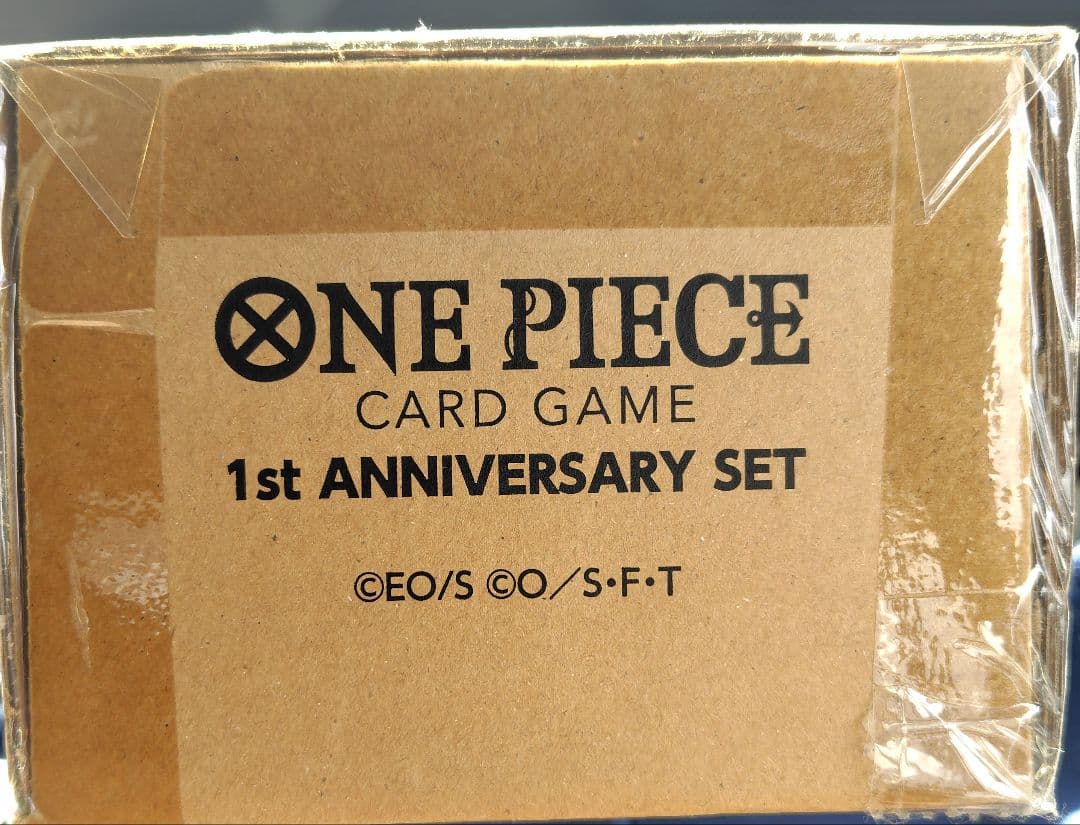 ONE PIECE
CARD GAME
1st ANNIVERSARY SET
©EO/S ©O／S・F・T